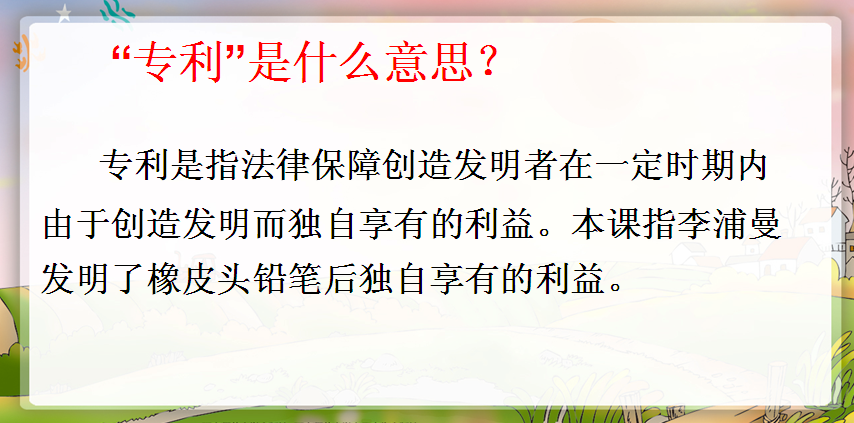 “专利”是什么意思？
专利是指法律保障创造发明者在一定时期内
由于创造发明而独自享有的利益。本课指李浦曼
发明了橡皮头铅笔后独自享有的利益。